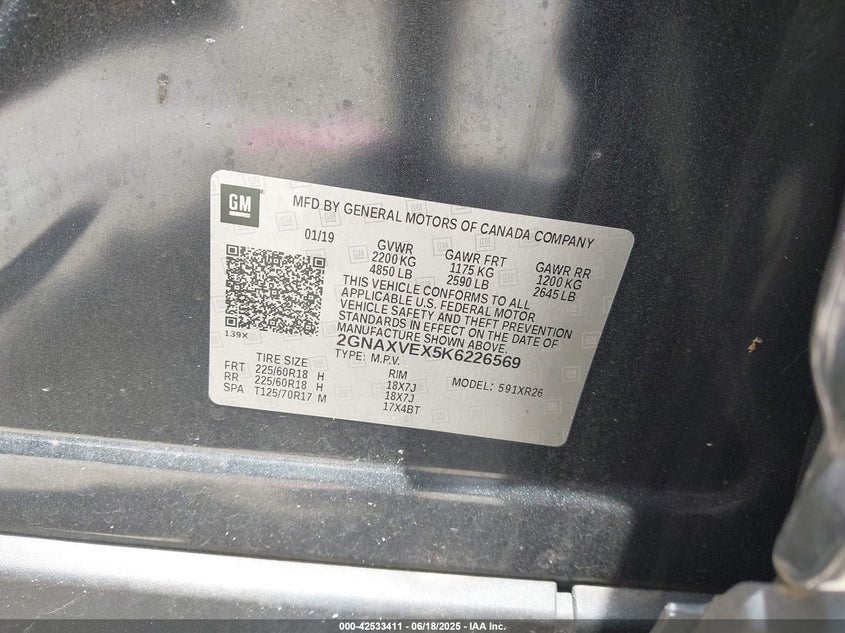 GM
MFD BY GENERAL MOTORS OF CANADA COMPANY
01/19 GVWR GAWR FRT GAWR RR
2200 KG 1175 KG 1200 KG
4850 LB 2590 LB 2645 LB
THIS VEHICLE CONFORMS TO ALL
APPLICABLE U.S. FEDERAL MOTOR
VEHICLE SAFETY AND THEFT PREVENTION
STANDARDS IN EFFECT ON THE DATE OF
MANUFACTURE SHOWN ABOVE
139X
2GNAXVEX5K6226569
TYPE: M.P.V. MODEL: 591XR26
TIRE SIZE RIM
FRT 225/60R18 H 18X7J
RR 225/60R18 H 18X7J
SPA T125/70R17 M 17X4BT
000-42533411 - 06/18/2025 - IAA Inc.